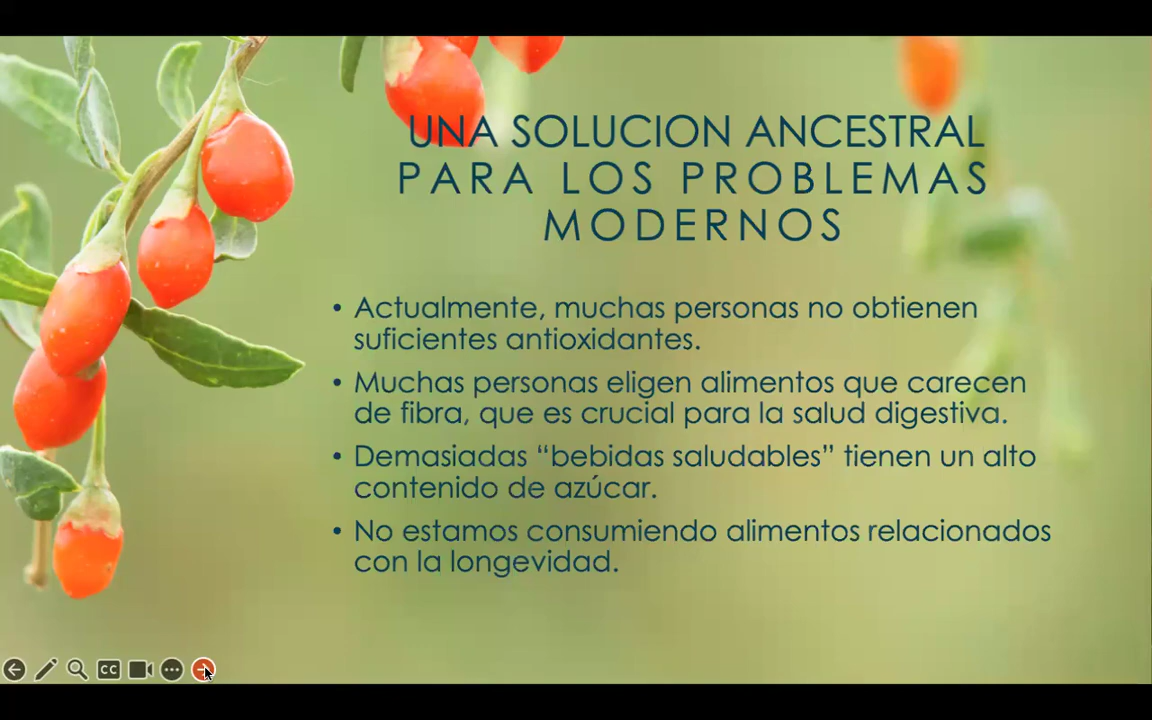 UNA SOLUCION ANCESTRAL
PARA LOS PROBLEMAS
MODERNOS
• Actualmente, muchas personas no obtienen
suficientes antioxidantes.
• Muchas personas eligen alimentos que carecen
de fibra, que es crucial para la salud digestiva.
• Demasiadas “bebidas saludables” tienen un alto
contenido de azúcar.
• No estamos consumiendo alimentos relacionados
con la longevidad.
CC